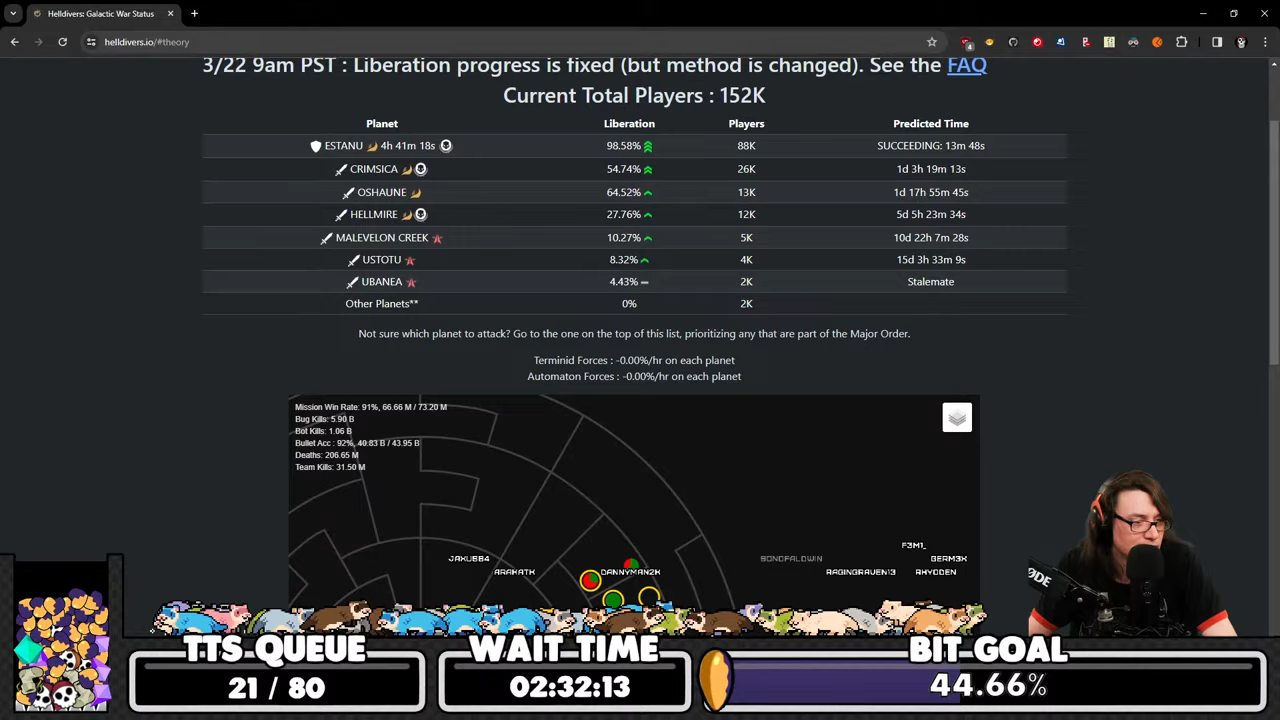 Helldivers: Galactic War Status
helldivers.io/#theory
4
3/22 9am PST : Liberation progress is fixed (but method is changed). See the FAQ
Current Total Players : 152K
Planet Liberation Players Predicted Time
ESTANU 4h 41m 18s 98.58% 88K SUCCEEDING: 13m 48s
CRIMSICA 54.74% 26K 1d 3h 19m 13s
OSHAUNE 64.52% 13K 1d 17h 55m 45s
HELLMIRE 27.76% 12K 5d 5h 23m 34s
MALEVELON CREEK 10.27% 5K 10d 22h 7m 28s
USTOTU 8.32% 4K 15d 3h 33m 9s
UBANEA 4.43% 2K Stalemate
Other Planets** 0% 2K
Not sure which planet to attack? Go to the one on the top of this list, prioritizing any that are part of the Major Order.
Terminid Forces : -0.00%/hr on each planet
Automaton Forces : -0.00%/hr on each planet
Mission Win Rate: 91%, 66.66 M / 73.20 M
Bug Kills: 5.90 B
Bot Kills: 1.06 B
Bullet Acc : 92%, 40.83 B / 43.95 B
Deaths: 206.65 M
Team Kills: 31.50 M
F3M1_
JAXUBB4 BONDFALDWIN BERM3X
ARAKATH DANNYMAN2K RAGINGRAVEN13 RHYDDEN
TTS QUEUE WAIT TIME BIT GOAL
21 / 80 02:32:13 44.66%